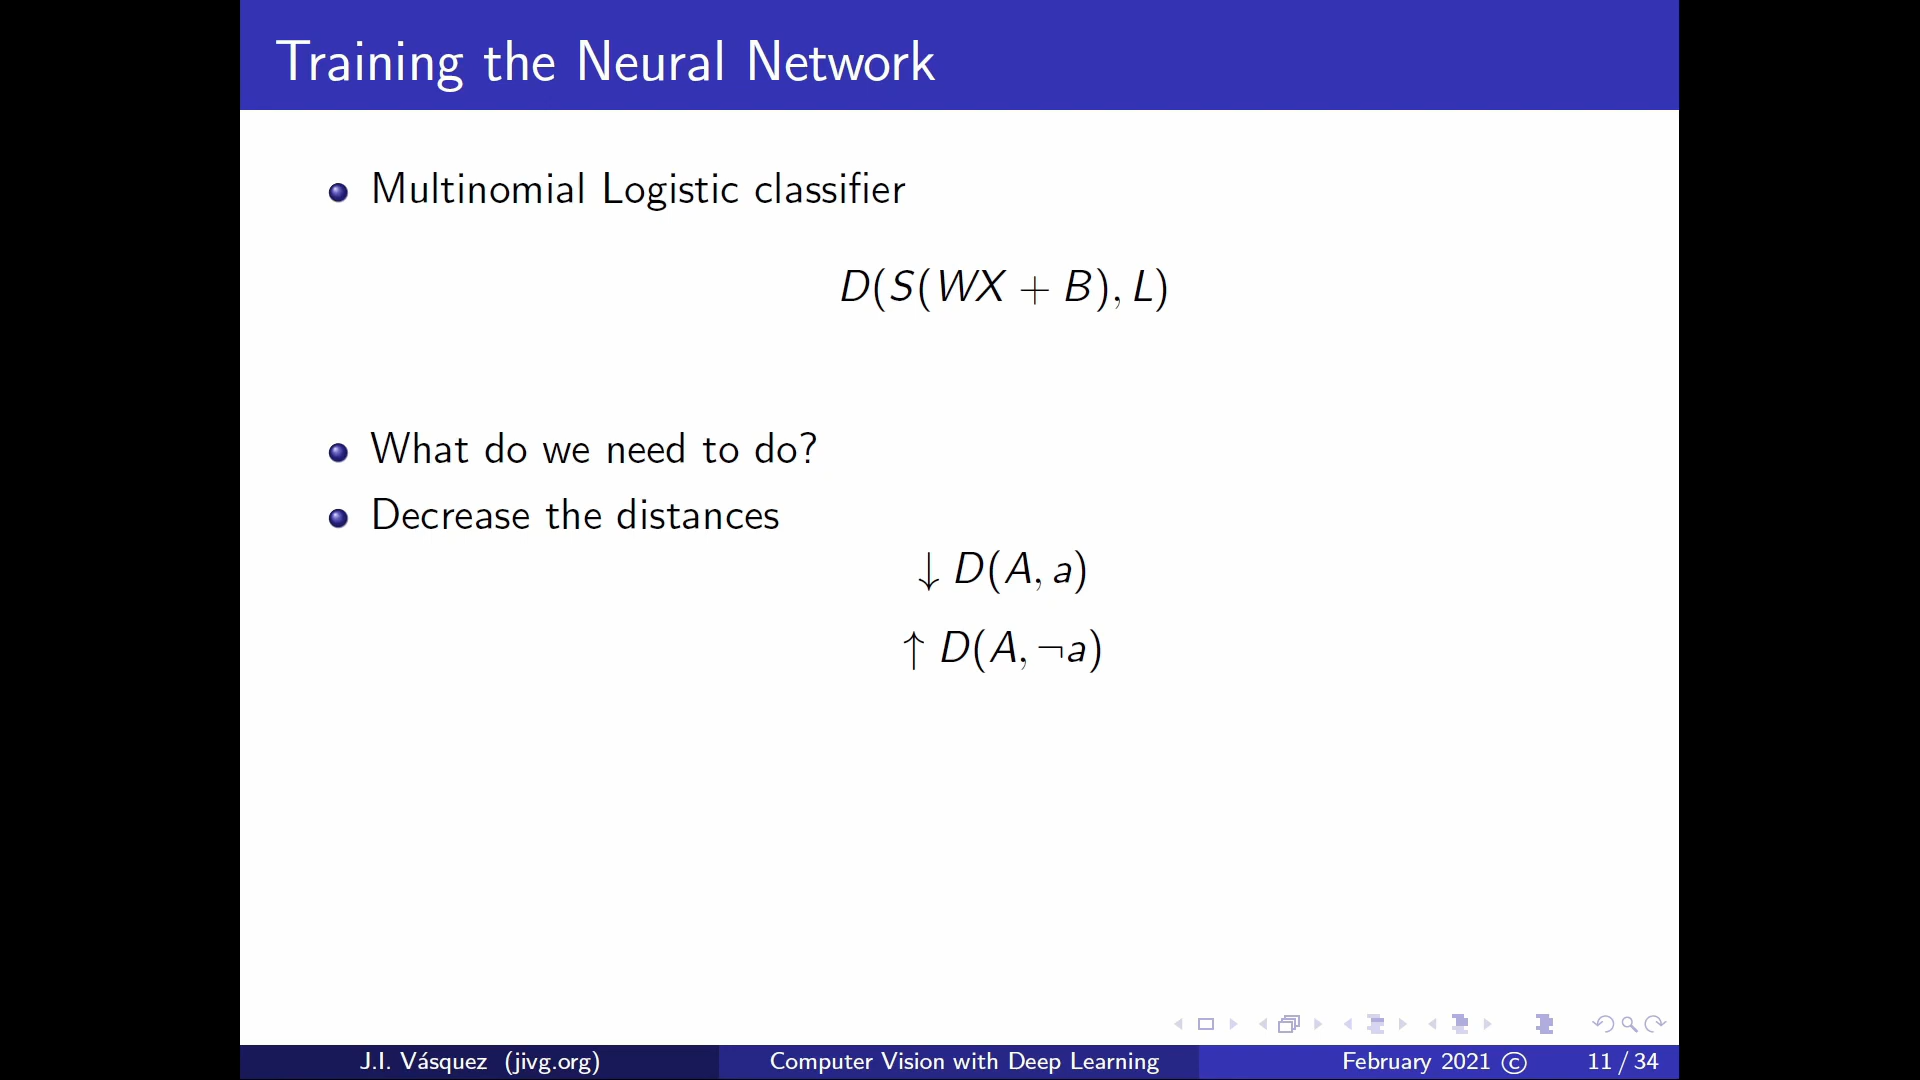 Training the Neural Network
Multinomial Logistic classifier
D(S(WX + B), L)
What do we need to do?
Decrease the distances
↓ D(A, a)
↑ D(A, ¬a)
J.I. Vásquez (jivg.org)
Computer Vision with Deep Learning
February 2021 ©
11 / 34